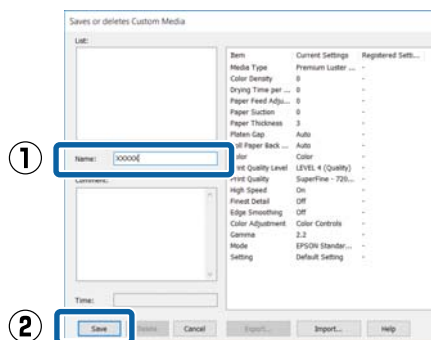 Saves or deletes Custom Media
List:
Item Current Settings Registered Setti...
Media Type Premium Luster ... -
Color Density 0 -
Drying Time per ... 0 -
Paper Feed Adju... 0 -
Paper Suction 0 -
Paper Thickness 3 -
Platen Gap Auto -
Roll Paper Back ... Auto -
Color Color -
Print Quality Level LEVEL 4 (Quality) -
Print Quality SuperFine - 720... -
High Speed On -
Finest Detail Off -
Edge Smoothing Off -
Color Adjustment Color Controls -
Gamma 2.2 -
Mode EPSON Standar... -
Setting Default Setting -
① Name: XXXXX
Comment:
Time:
② Save Delete Cancel Export... Import... Help